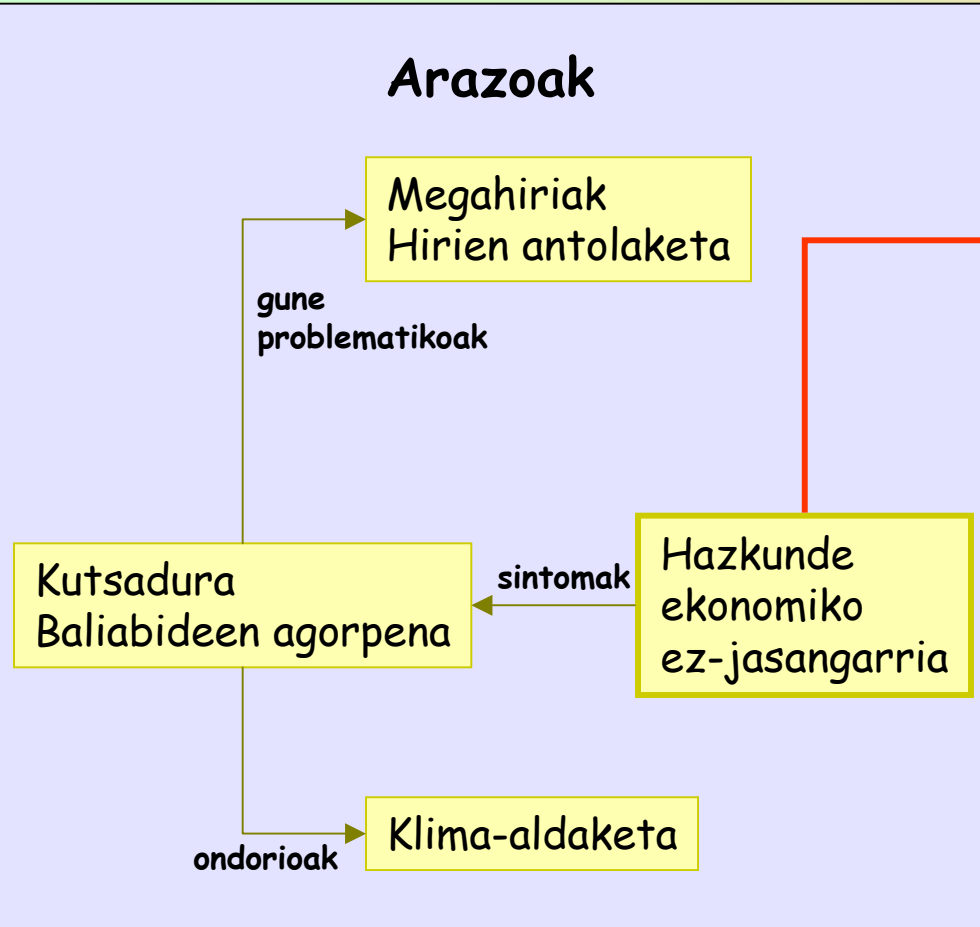 Arazoak
Megahiriak
Hirien antolaketa
gune
problematikoak
Kutsadura
Baliabideen agorpena
sintomak
Hazkunde
ekonomiko
ez-jasangarria
Klima-aldaketa
ondorioak